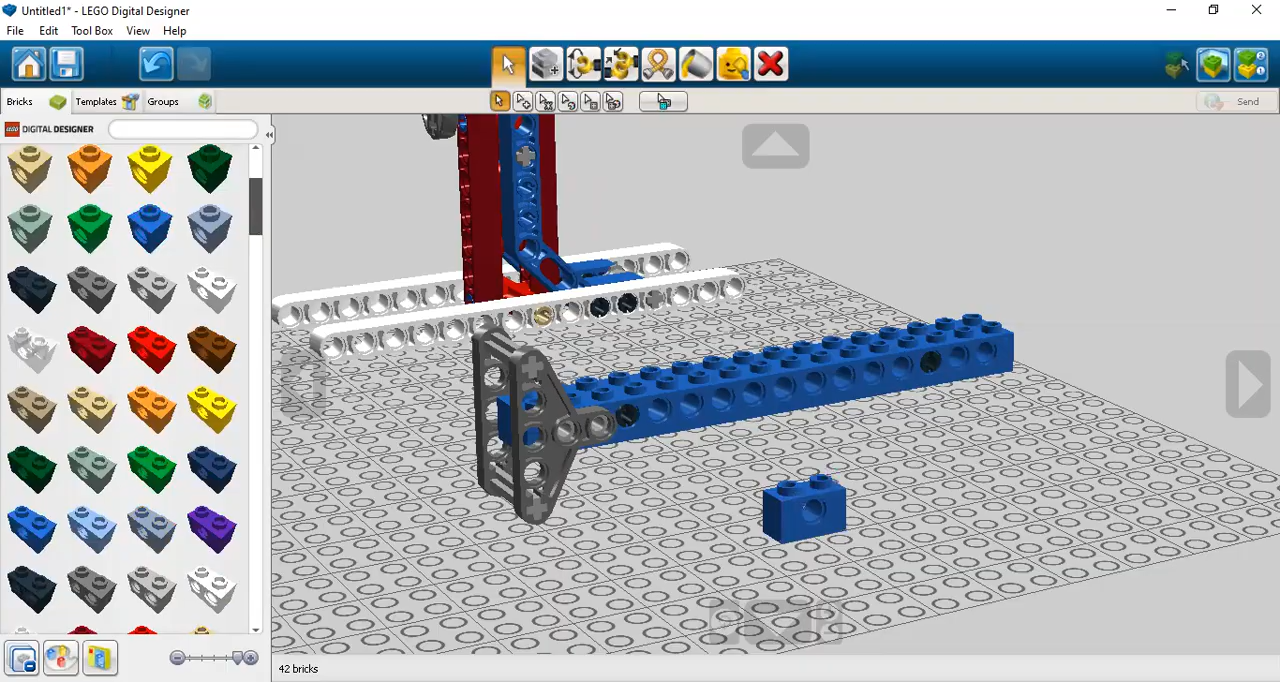 Untitled1* - LEGO Digital Designer
File Edit Tool Box View Help
Bricks Templates Groups Send
LEGO DIGITAL DESIGNER
42 bricks